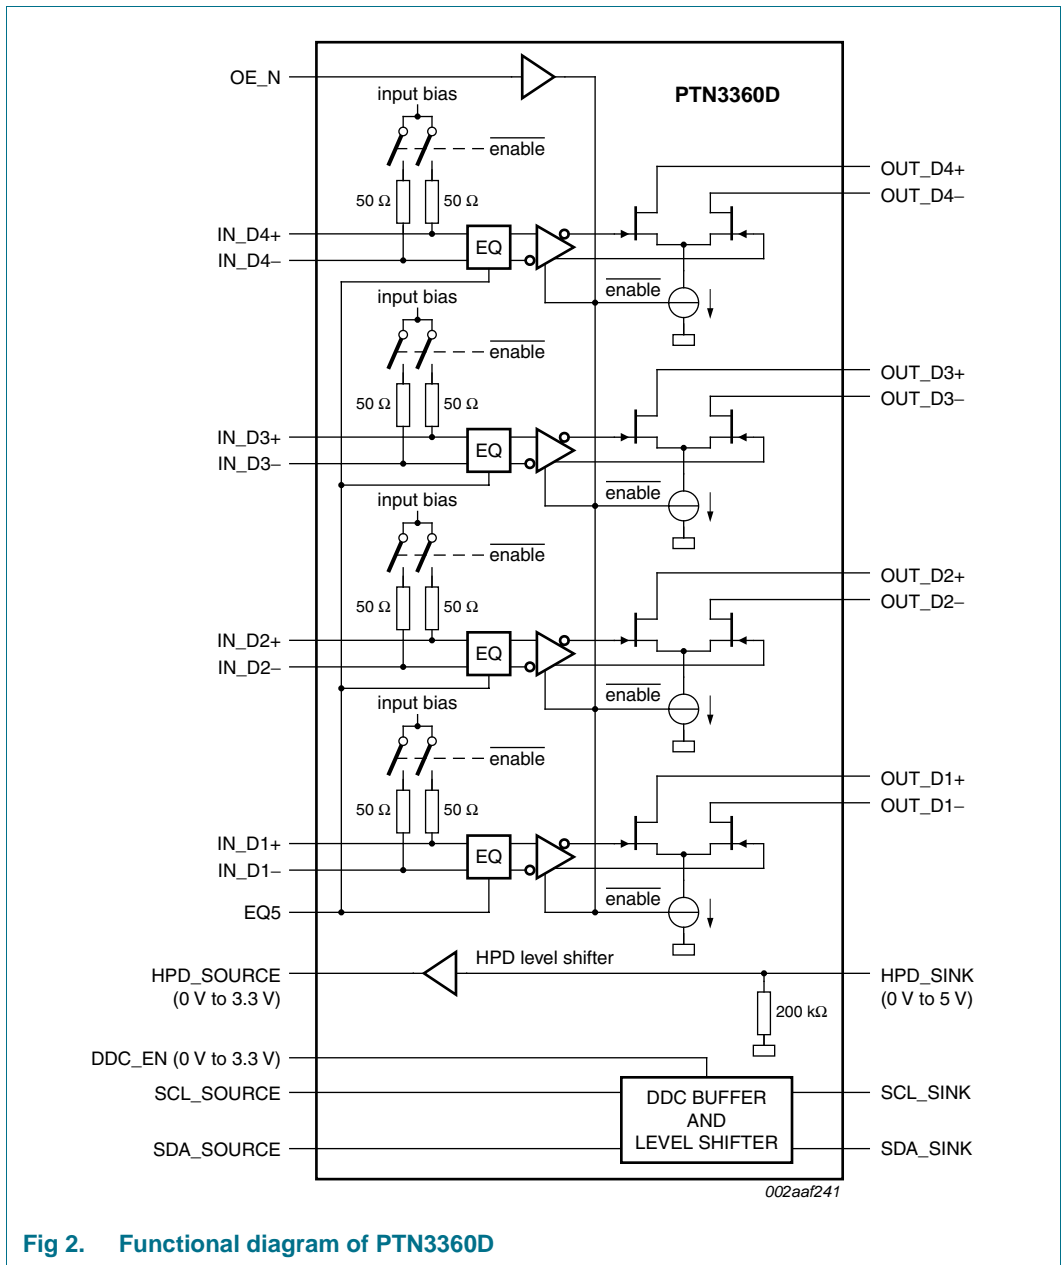 OE_N
PTN3360D
input bias
enable
50 Ω
50 Ω
OUT_D4+
OUT_D4−
IN_D4+
IN_D4−
EQ
enable
input bias
enable
50 Ω
50 Ω
OUT_D3+
OUT_D3−
IN_D3+
IN_D3−
EQ
enable
input bias
enable
50 Ω
50 Ω
OUT_D2+
OUT_D2−
IN_D2+
IN_D2−
EQ
enable
input bias
enable
50 Ω
50 Ω
OUT_D1+
OUT_D1−
IN_D1+
IN_D1−
EQ
enable
EQ5
HPD level shifter
HPD_SOURCE
(0 V to 3.3 V)
HPD_SINK
(0 V to 5 V)
200 kΩ
DDC_EN (0 V to 3.3 V)
SCL_SOURCE
DDC BUFFER
AND
LEVEL SHIFTER
SCL_SINK
SDA_SOURCE
SDA_SINK
002aaf241
Fig 2. Functional diagram of PTN3360D